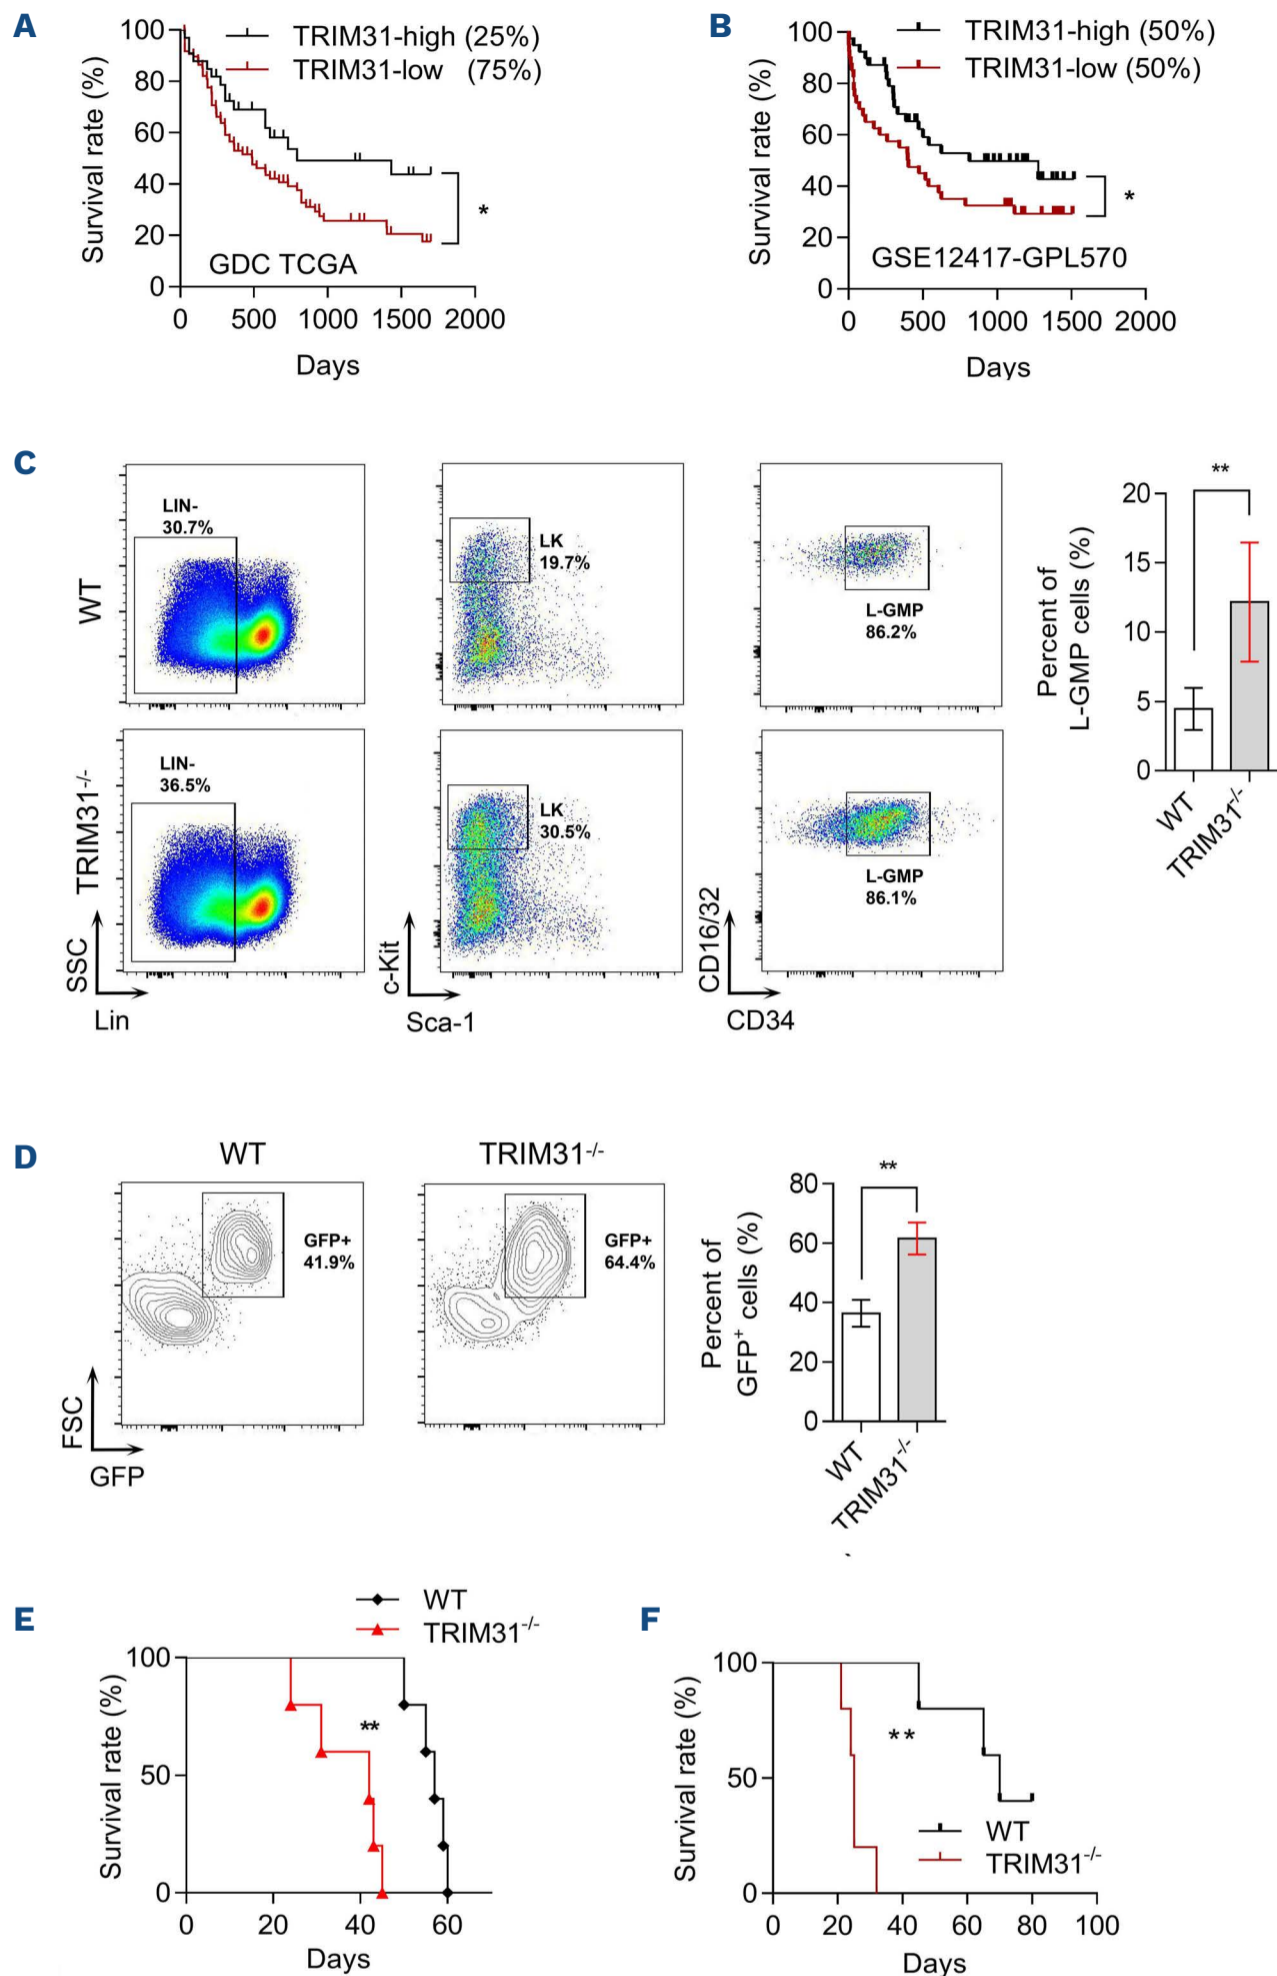 A
TRIM31-high (25%)
TRIM31-low (75%)
Survival rate (%)
100
80
60
40
20
0
*
GDC TCGA
0 500 1000 1500 2000
Days
B
TRIM31-high (50%)
TRIM31-low (50%)
Survival rate (%)
100
80
60
40
20
0
*
GSE12417-GPL570
0 500 1000 1500 2000
Days
C
WT
LIN-
30.7%
LK
19.7%
L-GMP
86.2%
TRIM31-/-
LIN-
36.5%
LK
30.5%
L-GMP
86.1%
SSC
Lin
c-Kit
Sca-1
CD16/32
CD34
Percent of
L-GMP cells (%)
20
15
10
5
0
**
WT
TRIM31-/-
D
WT
GFP+
41.9%
TRIM31-/-
GFP+
64.4%
FSC
GFP
Percent of
GFP+ cells (%)
80
60
40
20
0
**
WT
TRIM31-/-
E
WT
TRIM31-/-
Survival rate (%)
100
50
0
**
0 20 40 60
Days
F
Survival rate (%)
100
50
0
**
WT
TRIM31-/-
0 20 40 60 80 100
Days